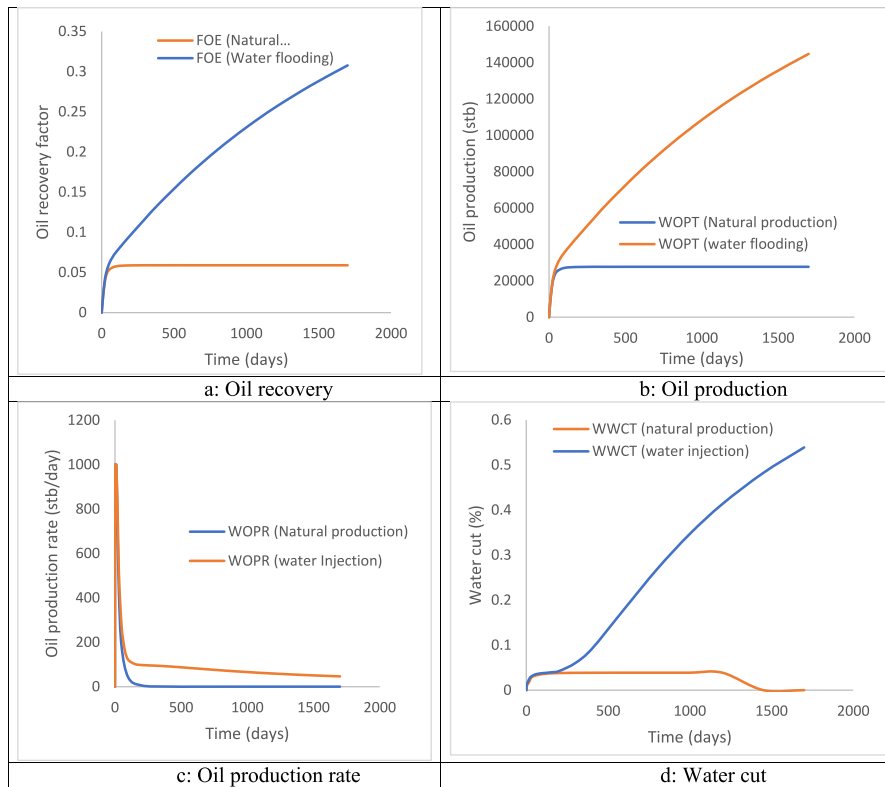 0.35
0.3
0.25
0.2
0.15
0.1
0.05
0
Oil recovery factor
FOE (Natural...
FOE (Water flooding)
0 500 1000 1500 2000
Time (days)
a: Oil recovery
160000
140000
120000
100000
80000
60000
40000
20000
0
Oil production (stb)
WOPT (Natural production)
WOPT (water flooding)
0 500 1000 1500 2000
Time (days)
b: Oil production
1200
1000
800
600
400
200
0
Oil production rate (stb/day)
WOPR (Natural production)
WOPR (water Injection)
0 500 1000 1500 2000
Time (days)
c: Oil production rate
0.6
0.5
0.4
0.3
0.2
0.1
0
Water cut (%)
WWCT (natural production)
WWCT (water injection)
0 500 1000 1500 2000
Time (days)
d: Water cut